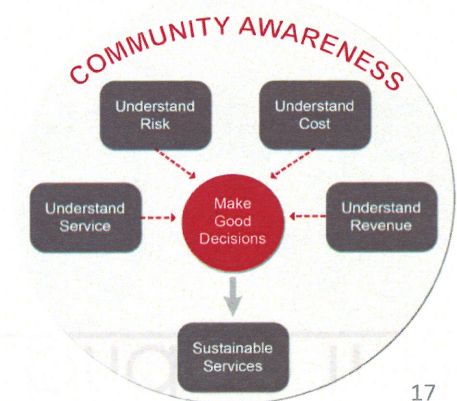 COMMUNITY AWARENESS
Understand
Risk
Understand
Cost
Understand
Service
Make
Good
Decisions
Understand
Revenue
Sustainable
Services
17